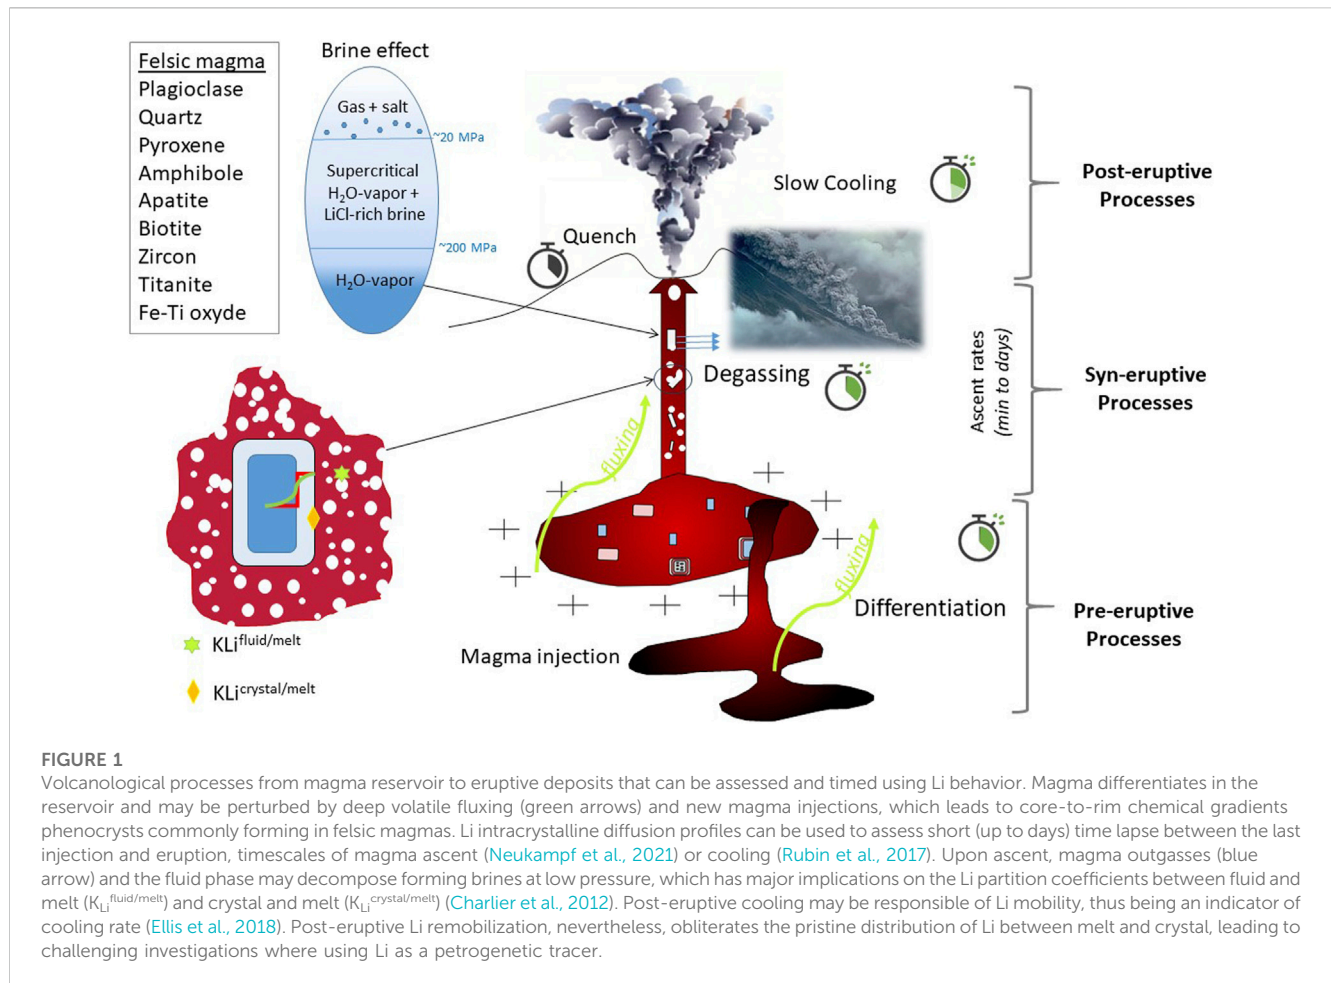 Felsic magma
Plagioclase
Quartz
Pyroxene
Amphibole
Apatite
Biotite
Zircon
Titanite
Fe-Ti oxyde
Brine effect
Gas + salt
~20 MPa
Supercritical
H₂O-vapor +
LiCl-rich brine
~200 MPa
H₂O-vapor
Quench
Slow Cooling
Degassing
fluxing
fluxing
Differentiation
Magma injection
KLi^fluid/melt
KLi^crystal/melt
Post-eruptive
Processes
Ascent rates
(min to days)
Syn-eruptive
Processes
Pre-eruptive
Processes
FIGURE 1
Volcanological processes from magma reservoir to eruptive deposits that can be assessed and timed using Li behavior. Magma differentiates in the
reservoir and may be perturbed by deep volatile fluxing (green arrows) and new magma injections, which leads to core-to-rim chemical gradients
phenocrysts commonly forming in felsic magmas. Li intracrystalline diffusion profiles can be used to assess short (up to days) time lapse between the last
injection and eruption, timescales of magma ascent (Neukampf et al., 2021) or cooling (Rubin et al., 2017). Upon ascent, magma outgasses (blue
arrow) and the fluid phase may decompose forming brines at low pressure, which has major implications on the Li partition coefficients between fluid and
melt (K_Li^fluid/melt) and crystal and melt (K_Li^crystal/melt) (Charlier et al., 2012). Post-eruptive cooling may be responsible of Li mobility, thus being an indicator of
cooling rate (Ellis et al., 2018). Post-eruptive Li remobilization, nevertheless, obliterates the pristine distribution of Li between melt and crystal, leading to
challenging investigations where using Li as a petrogenetic tracer.